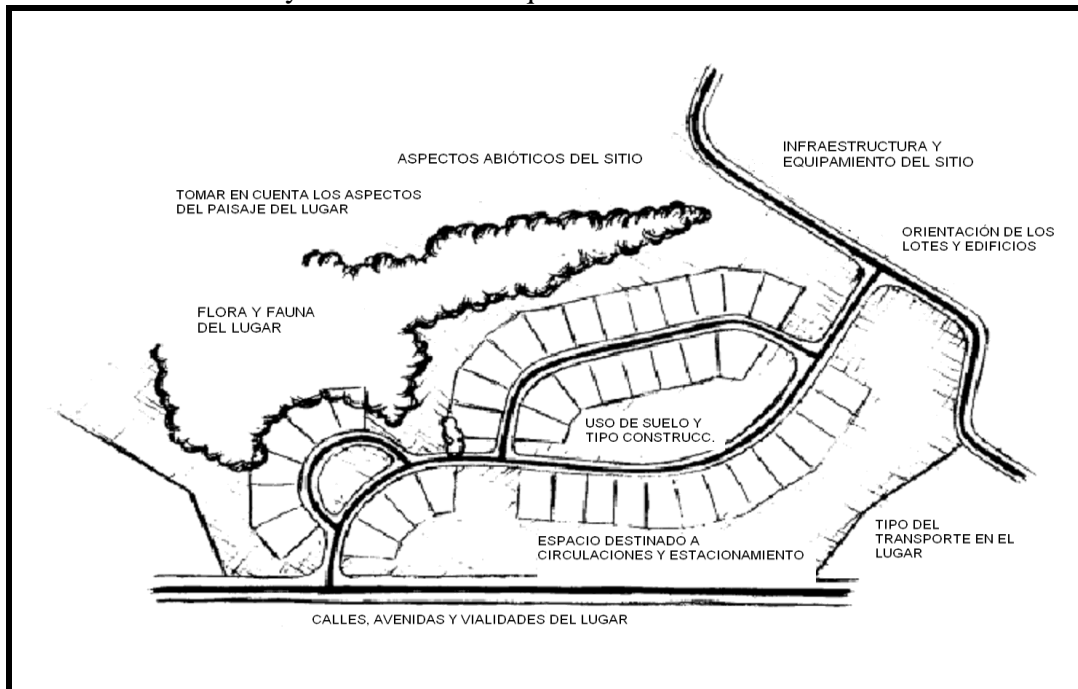 ASPECTOS ABIÓTICOS DEL SITIO
INFRAESTRUCTURA Y
EQUIPAMIENTO DEL SITIO
TOMAR EN CUENTA LOS ASPECTOS
DEL PAISAJE DEL LUGAR
ORIENTACIÓN DE LOS
LOTES Y EDIFICIOS
FLORA Y FAUNA
DEL LUGAR
USO DE SUELO Y
TIPO CONSTRUCC.
ESPACIO DESTINADO A
CIRCULACIONES Y ESTACIONAMIENTO
TIPO DEL
TRANSPORTE EN EL
LUGAR
CALLES, AVENIDAS Y VIALIDADES DEL LUGAR